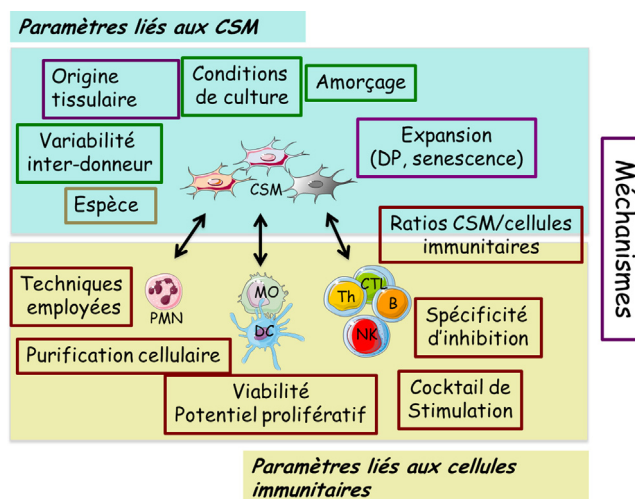 Paramètres liés aux CSM
Origine
tissulaire
Conditions
de culture
Amorçage
Variabilité
inter-donneur
Expansion
(DP, senescence)
Espèce
CSM
Méchanismes
Ratios CSM/cellules
immunitaires
Techniques
employées
PMN
MO
DC
Th
CTL
B
NK
Spécificité
d'inhibition
Purification cellulaire
Viabilité
Potentiel prolifératif
Cocktail de
Stimulation
Paramètres liés aux cellules
immunitaires